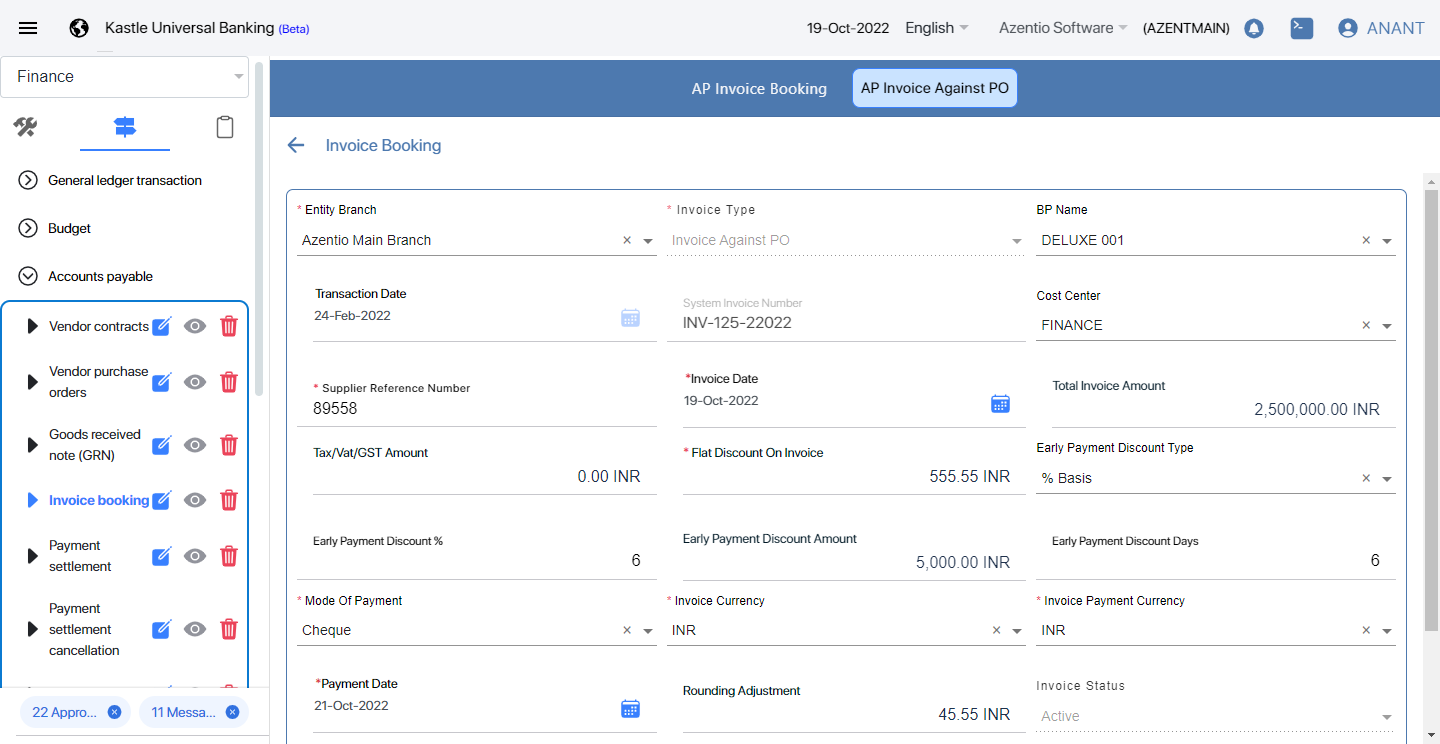 Kastle Universal Banking (Beta)
19-Oct-2022
English
Azentio Software
(AZENTMAIN)
ANANT
Finance
General ledger transaction
Budget
Accounts payable
Vendor contracts
Vendor purchase
orders
Goods received
note (GRN)
Invoice booking
Payment
settlement
Payment
settlement
cancellation
22 Appro...
11 Messa...
AP Invoice Booking
AP Invoice Against PO
Invoice Booking
* Entity Branch
Azentio Main Branch
* Invoice Type
Invoice Against PO
BP Name
DELUXE 001
Transaction Date
24-Feb-2022
System Invoice Number
INV-125-22022
Cost Center
FINANCE
* Supplier Reference Number
89558
*Invoice Date
19-Oct-2022
Total Invoice Amount
2,500,000.00 INR
Tax/Vat/GST Amount
0.00 INR
* Flat Discount On Invoice
555.55 INR
Early Payment Discount Type
% Basis
Early Payment Discount %
6
Early Payment Discount Amount
5,000.00 INR
Early Payment Discount Days
6
* Mode Of Payment
Cheque
* Invoice Currency
INR
* Invoice Payment Currency
INR
*Payment Date
21-Oct-2022
Rounding Adjustment
45.55 INR
Invoice Status
Active